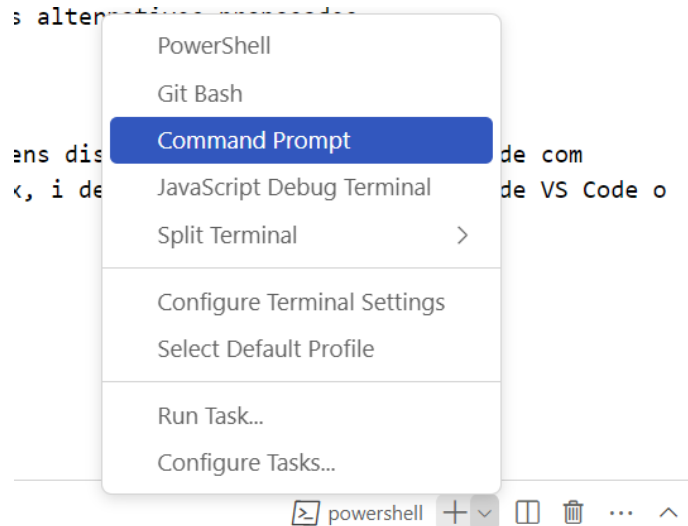 s alternatives proposades
PowerShell
Git Bash
Command Prompt
ens dis de com
JavaScript Debug Terminal
x, i de de VS Code o
Split Terminal
Configure Terminal Settings
Select Default Profile
Run Task...
Configure Tasks...
powershell